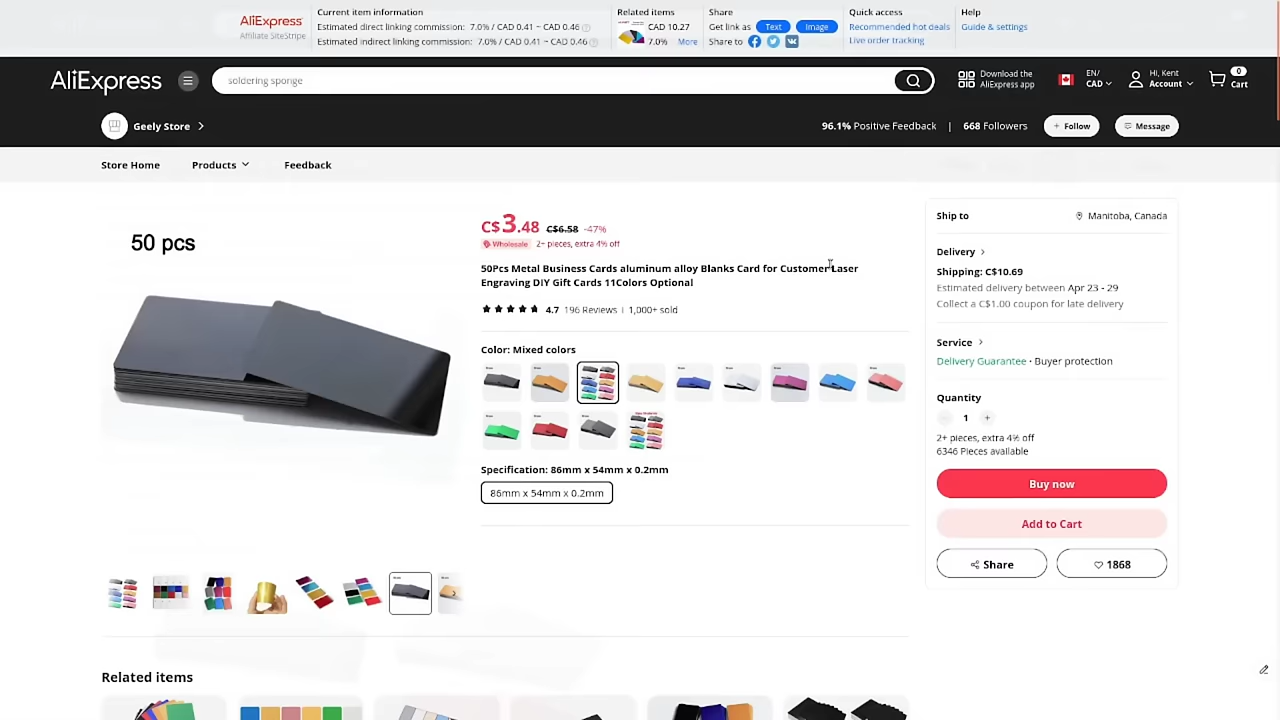 AliExpress
Affiliate SiteStripe
Current item information
Estimated direct linking commission: 7.0% / CAD 0.41 ~ CAD 0.46
Estimated indirect linking commission: 7.0% / CAD 0.41 ~ CAD 0.46
Related items
CAD 10.27
7.0% More
Share
Get link as Text Image
Share to
Quick access
Recommended hot deals
Live order tracking
Help
Guide & settings
AliExpress
soldering sponge
Download the
AliExpress app
EN/
CAD
Hi, Kent
Account
0
Cart
Geely Store
96.1% Positive Feedback | 668 Followers
+ Follow
Message
Store Home
Products
Feedback
50 pcs
C$3.48 C$6.58 -47%
Wholesale 2+ pieces, extra 4% off
50Pcs Metal Business Cards aluminum alloy Blanks Card for Customer Laser
Engraving DIY Gift Cards 11Colors Optional
4.7 196 Reviews | 1,000+ sold
Color: Mixed colors
Specification: 86mm x 54mm x 0.2mm
86mm x 54mm x 0.2mm
Ship to
Manitoba, Canada
Delivery
Shipping: C$10.69
Estimated delivery between Apr 23 - 29
Collect a C$1.00 coupon for late delivery
Service
Delivery Guarantee • Buyer protection
Quantity
- 1 +
2+ pieces, extra 4% off
6346 Pieces available
Buy now
Add to Cart
Share
1868
Related items